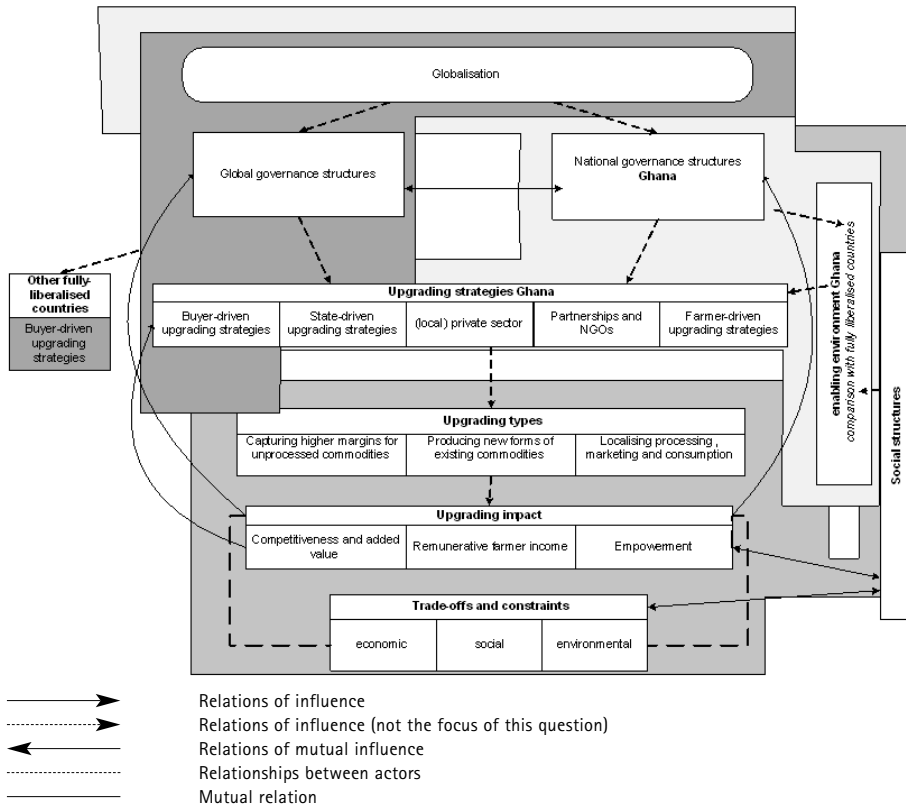 Globalisation
Global governance structures
National governance structures
Ghana
Other fully-
liberalised
countries
Buyer-driven
upgrading
strategies
Upgrading strategies Ghana
Buyer-driven
upgrading strategies
State-driven
upgrading strategies
(local) private sector
Partnerships and
NGOs
Farmer-driven
upgrading strategies
enabling environment Ghana
comparison with fully liberalised countries
Social structures
Upgrading types
Capturing higher margins for
unprocessed commodities
Producing new forms of
existing commodities
Localising processing ,
marketing and consumption
Upgrading impact
Competitiveness and added
value
Remunerative farmer income
Empowerment
Trade-offs and constraints
economic
social
environmental
Relations of influence
Relations of influence (not the focus of this question)
Relations of mutual influence
Relationships between actors
Mutual relation